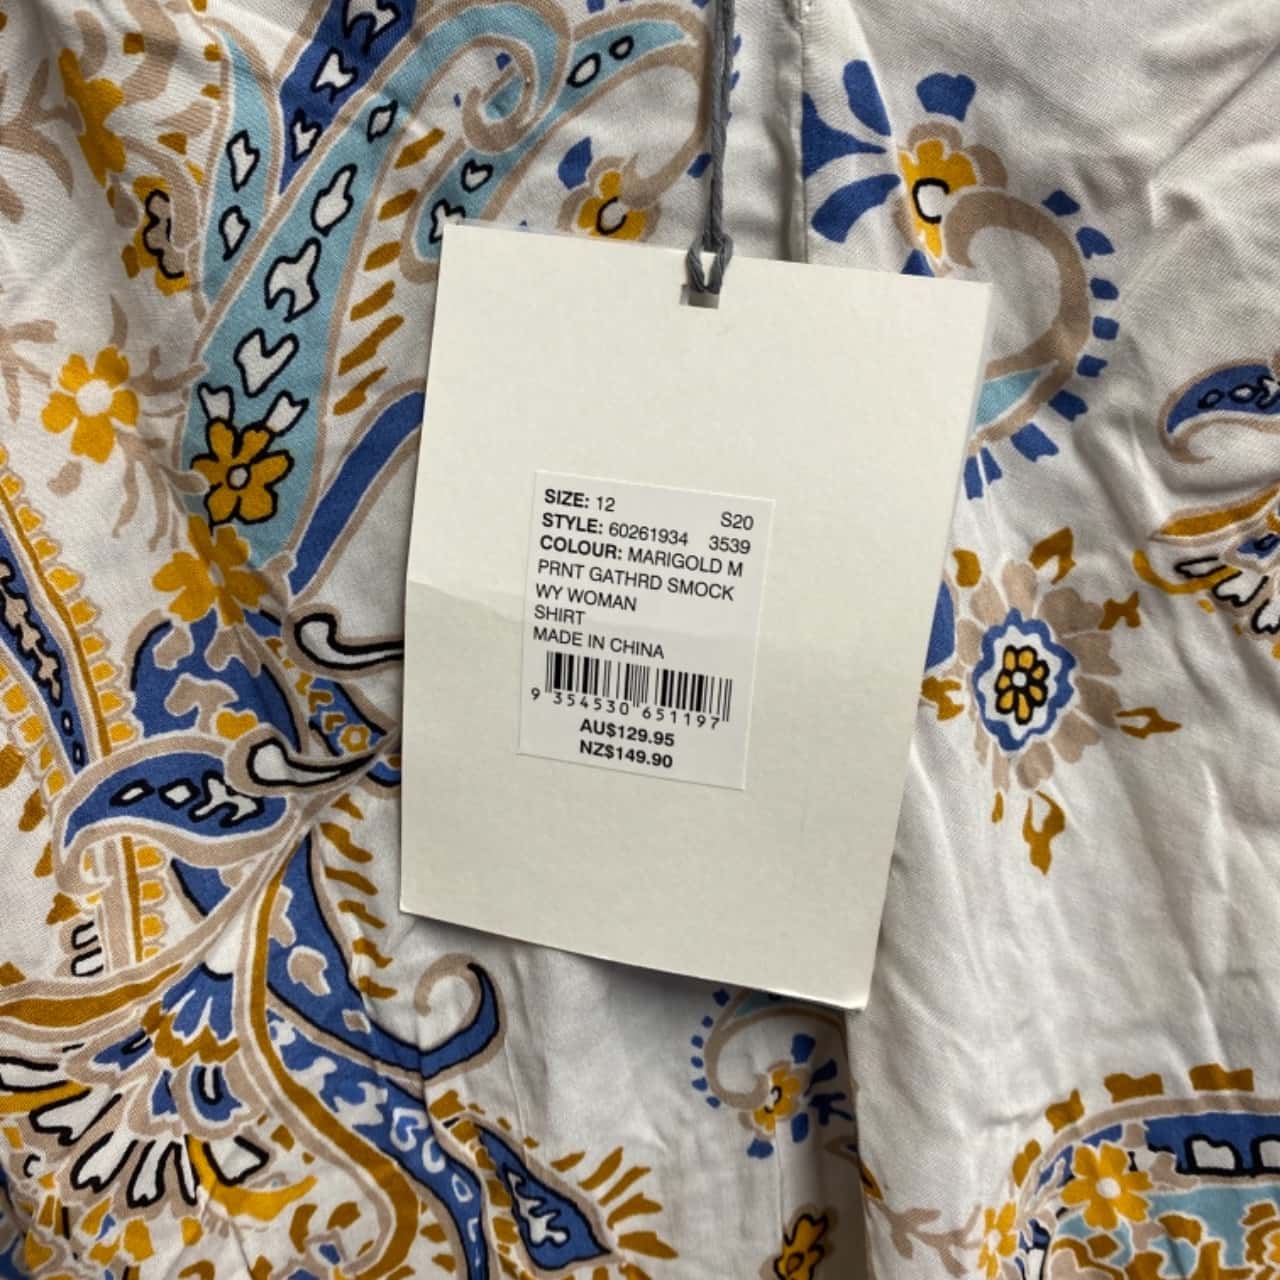 SIZE: 12 S20
STYLE: 60261934 3539
COLOUR: MARIGOLD M
PRNT GATHRD SMOCK
WY WOMAN
SHIRT
MADE IN CHINA
9 354530 651197
AU$129.95
NZ$149.90